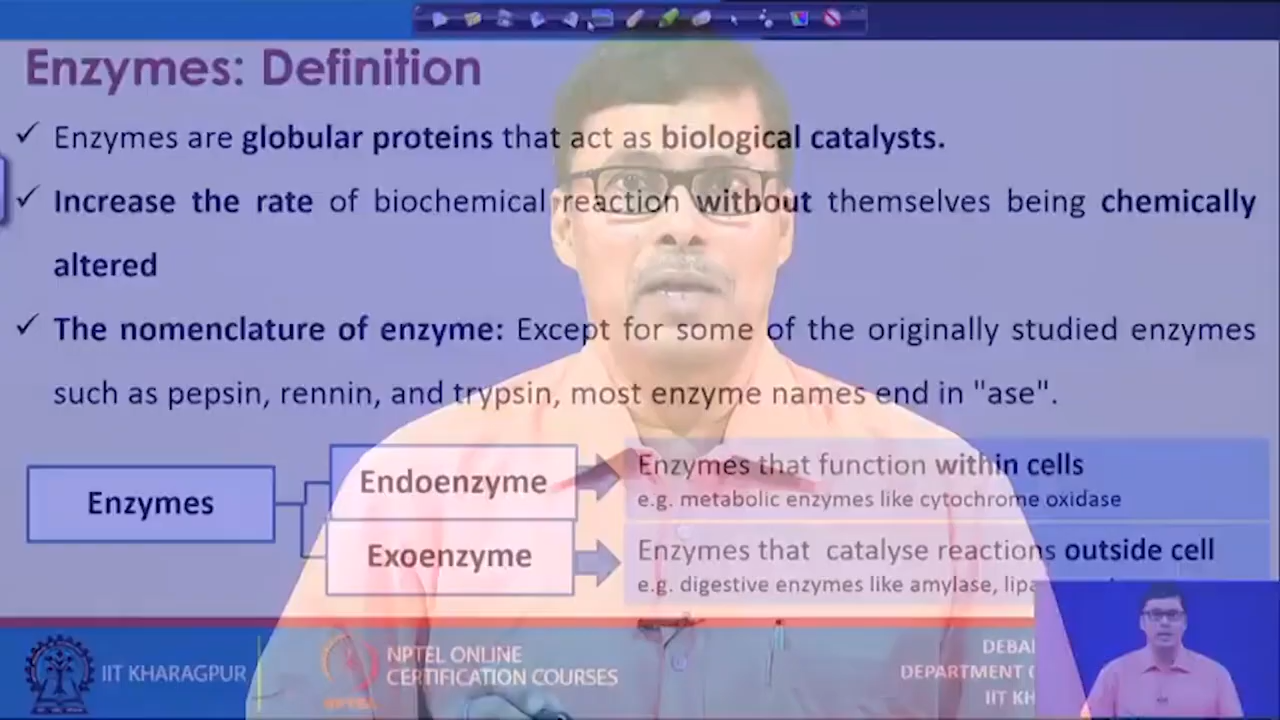 Enzymes: Definition
✓ Enzymes are globular proteins that act as biological catalysts.
✓ Increase the rate of biochemical reaction without themselves being chemically
altered
✓ The nomenclature of enzyme: Except for some of the originally studied enzymes
such as pepsin, rennin, and trypsin, most enzyme names end in "ase".
Enzymes
Endoenzyme
Enzymes that function within cells
e.g. metabolic enzymes like cytochrome oxidase
Exoenzyme
Enzymes that catalyse reactions outside cell
e.g. digestive enzymes like amylase,
IIT KHARAGPUR
NPTEL ONLINE
CERTIFICATION COURSES
NPTEL
DEPARTMENT
IIT